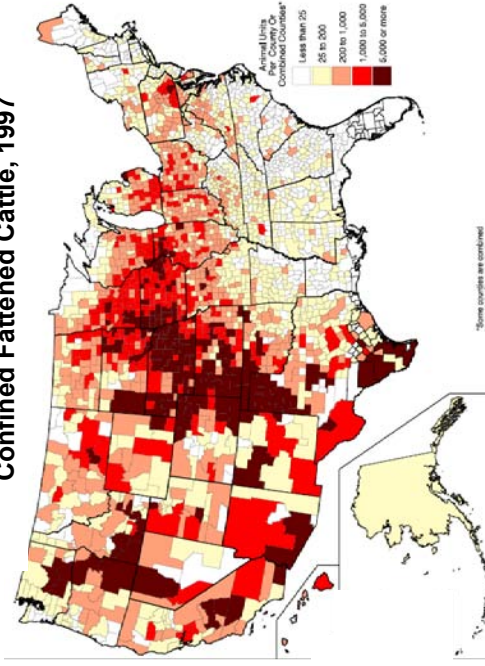 Confined Fattened Cattle, 1997
Animal Units
Per County Or
Combined Counties*
Less than 25
25 to 200
200 to 1,000
1,000 to 5,000
5,000 or more
*Some counties are combined